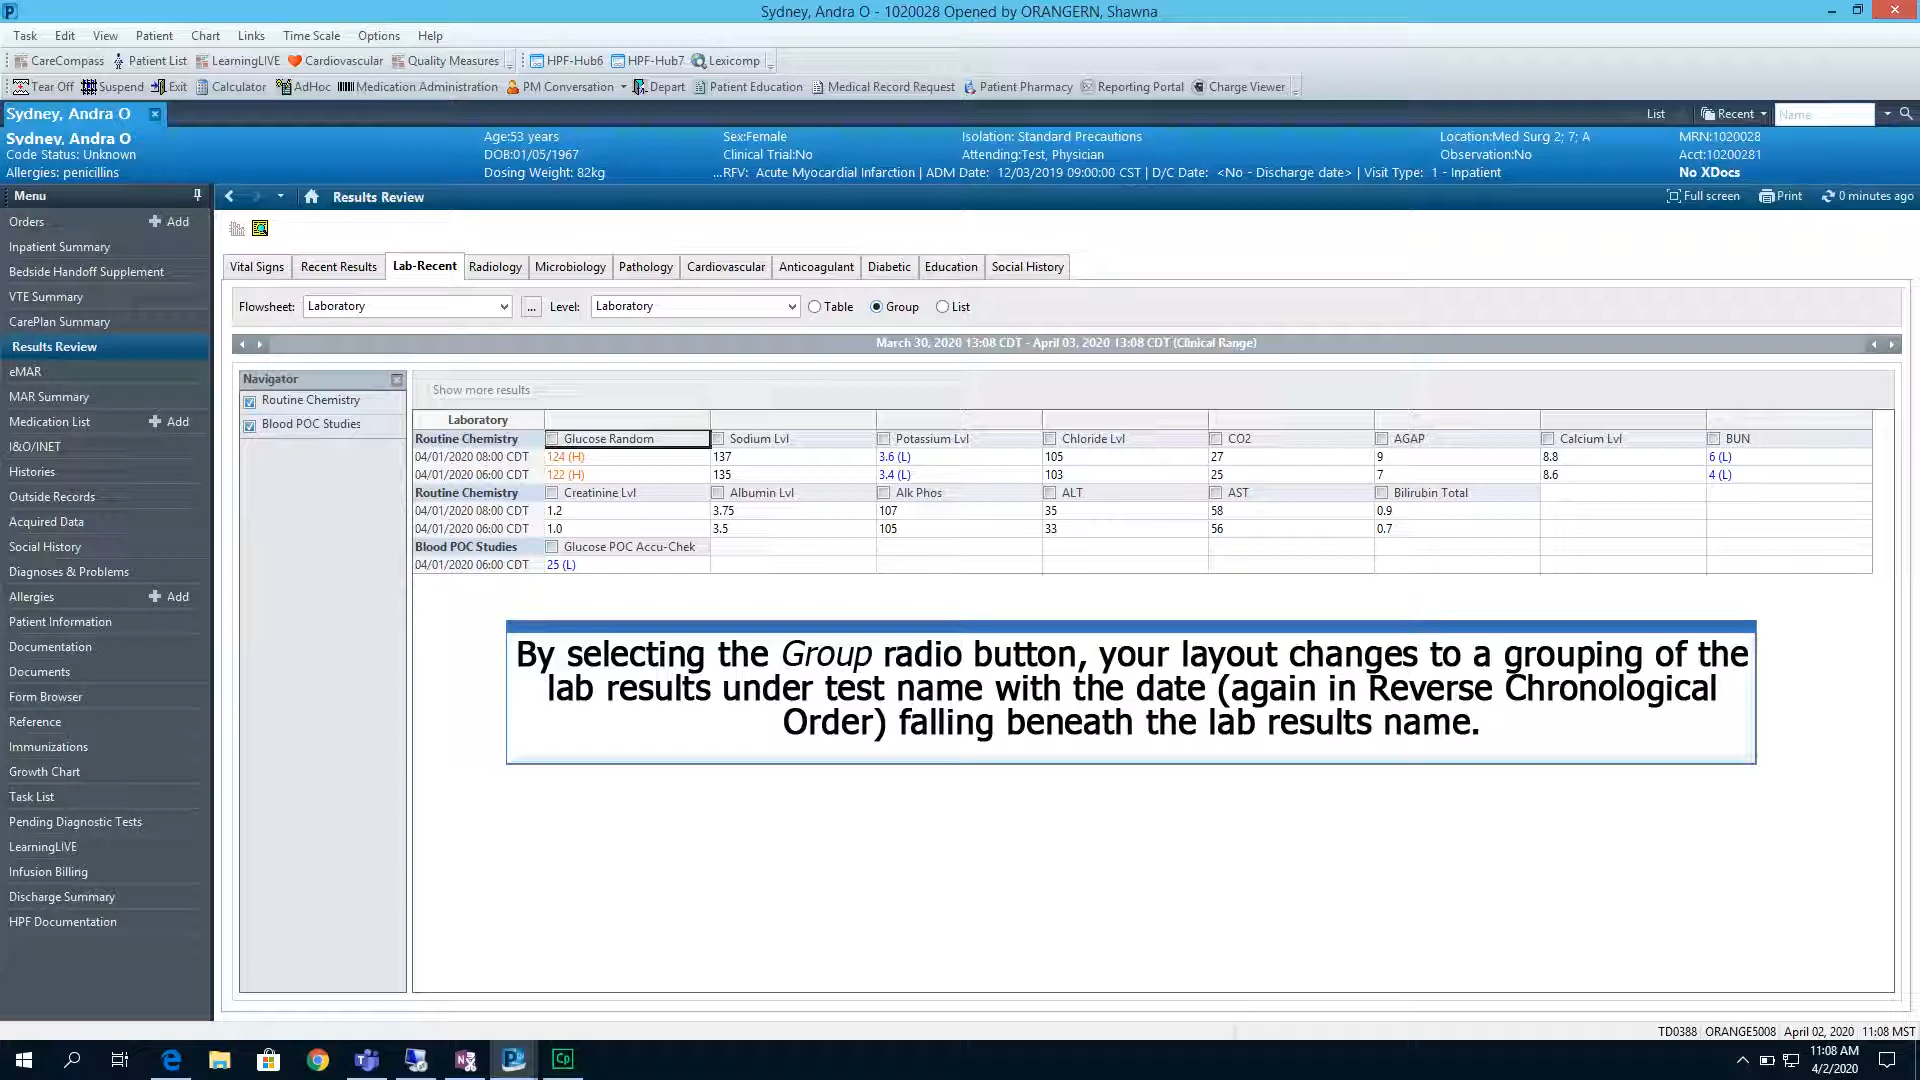 Sydney, Andra O - 1020028 Opened by ORANGERN, Shawna
Task Edit View Patient Chart Links Time Scale Options Help
CareCompass Patient List LearningLIVE Cardiovascular Quality Measures HPF-Hub6 HPF-Hub7 Lexicomp
Tear Off Suspend Exit Calculator AdHoc Medication Administration PM Conversation Depart Patient Education Medical Record Request Patient Pharmacy Reporting Portal Charge Viewer
Sydney, Andra O List Recent Name
Sydney, Andra O Age:53 years Sex:Female Isolation: Standard Precautions Location:Med Surg 2; 7; A MRN:1020028
Code Status: Unknown DOB:01/05/1967 Clinical Trial:No Attending:Test, Physician Observation:No Acct:10200281
Allergies: penicillins Dosing Weight: 82kg ...RFV: Acute Myocardial Infarction | ADM Date: 12/03/2019 09:00:00 CST | D/C Date: <No - Discharge date> | Visit Type: 1 - Inpatient No XDocs
Menu
Orders Add
Inpatient Summary
Bedside Handoff Supplement
VTE Summary
CarePlan Summary
Results Review
eMAR
MAR Summary
Medication List Add
I&O/INET
Histories
Outside Records
Acquired Data
Social History
Diagnoses & Problems
Allergies Add
Patient Information
Documentation
Documents
Form Browser
Reference
Immunizations
Growth Chart
Task List
Pending Diagnostic Tests
LearningLIVE
Infusion Billing
Discharge Summary
HPF Documentation
Results Review Full screen Print 0 minutes ago
Vital Signs Recent Results Lab-Recent Radiology Microbiology Pathology Cardiovascular Anticoagulant Diabetic Education Social History
Flowsheet: Laboratory ... Level: Laboratory Table Group List
March 30, 2020 13:08 CDT - April 03, 2020 13:08 CDT (Clinical Range)
Navigator
Routine Chemistry
Blood POC Studies
Show more results
Laboratory
Routine Chemistry Glucose Random Sodium Lvl Potassium Lvl Chloride Lvl CO2 AGAP Calcium Lvl BUN
04/01/2020 08:00 CDT 124 (H) 137 3.6 (L) 105 27 9 8.8 6 (L)
04/01/2020 06:00 CDT 122 (H) 135 3.4 (L) 103 25 7 8.6 4 (L)
Routine Chemistry Creatinine Lvl Albumin Lvl Alk Phos ALT AST Bilirubin Total
04/01/2020 08:00 CDT 1.2 3.75 107 35 58 0.9
04/01/2020 06:00 CDT 1.0 3.5 105 33 56 0.7
Blood POC Studies Glucose POC Accu-Chek
04/01/2020 06:00 CDT 25 (L)
By selecting the Group radio button, your layout changes to a grouping of the
lab results under test name with the date (again in Reverse Chronological
Order) falling beneath the lab results name.
TD0388 ORANGE5008 April 02, 2020 11:08 MST
Cp
11:08 AM
4/2/2020